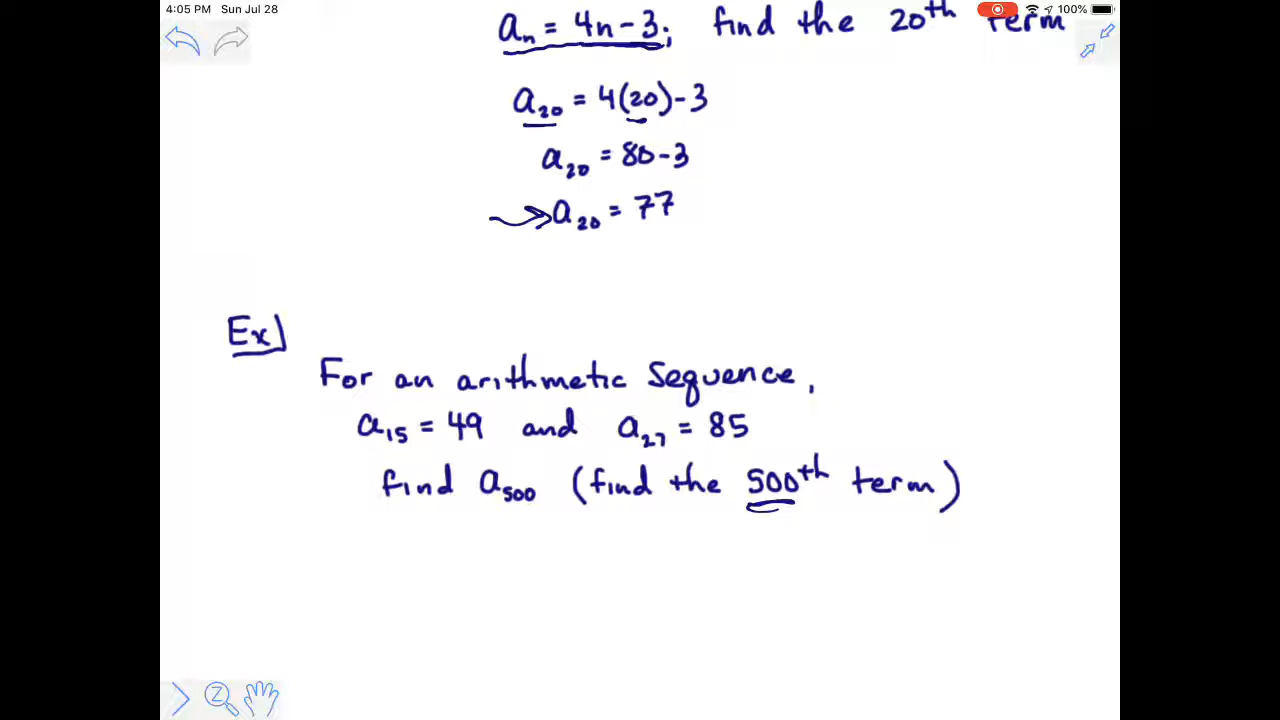 4:05 PM Sun Jul 28 100%
aₙ = 4n - 3; find the 20ᵗʰ term
a₂₀ = 4(20) - 3
a₂₀ = 80 - 3
a₂₀ = 77
Ex]
For an arithmetic Sequence,
a₁₅ = 49 and a₂₇ = 85
find a₅₀₀ (find the 500ᵗʰ term)
Z